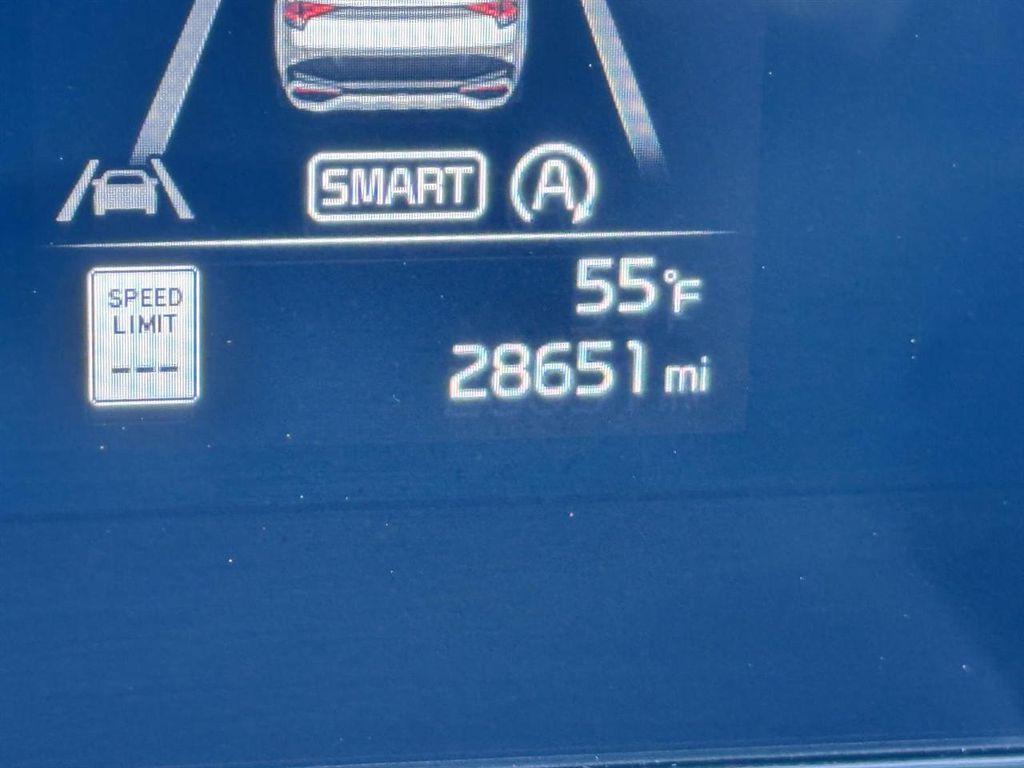 SMART A
SPEED
LIMIT
---
55°F
28651 mi